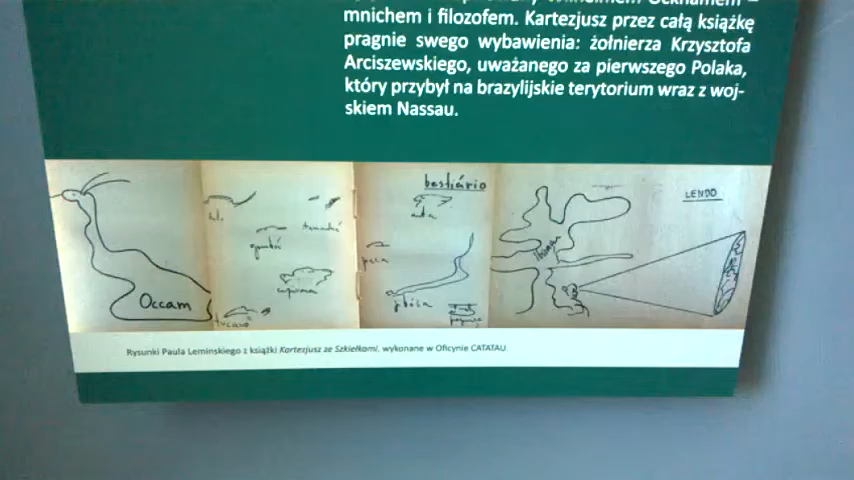 mnichem i filozofem. Kartezjusz przez całą książkę
pragnie swego wybawienia: żołnierza Krzysztofa
Arciszewskiego, uważanego za pierwszego Polaka,
który przybył na brazylijskie terytorium wraz z woj-
skiem Nassau.
bestiário
LENDO
Occam
jibóia
tucano
Rysunki Paula Leminskiego z książki Kartezjusz ze Szkiełkami, wykonane w Oficynie CATATAU